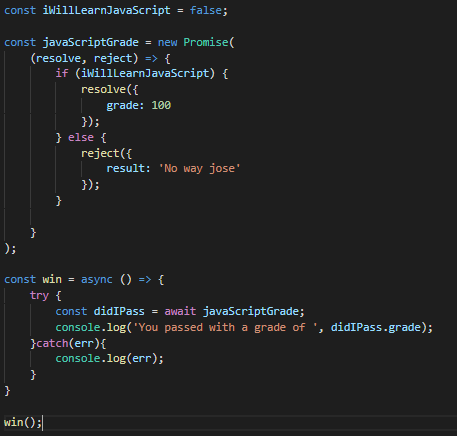 const iWillLearnJavaScript = false;
const javaScriptGrade = new Promise(
(resolve, reject) => {
if (iWillLearnJavaScript) {
resolve({
grade: 100
});
} else {
reject({
result: 'No way jose'
});
}
}
);
const win = async () => {
try {
const didIPass = await javaScriptGrade;
console.log('You passed with a grade of ', didIPass.grade);
}catch(err){
console.log(err);
}
}
win();